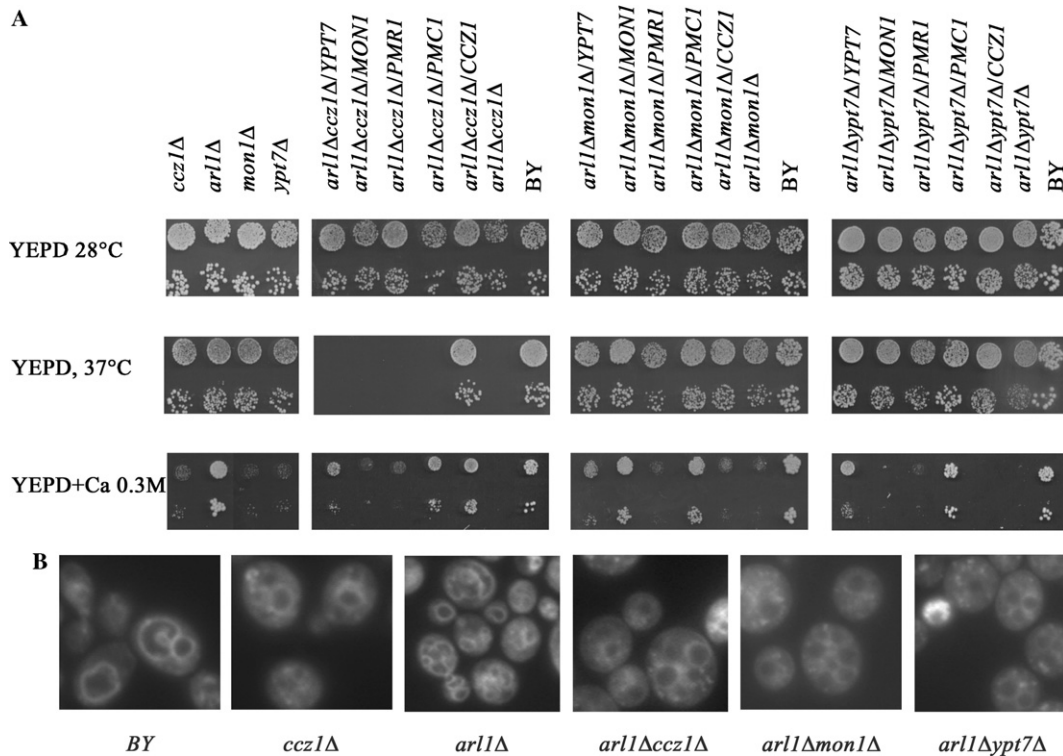 A
ccz1Δ
arl1Δ
mon1Δ
ypt7Δ
arl1Δccz1Δ/YPT7
arl1Δccz1Δ/MON1
arl1Δccz1Δ/PMR1
arl1Δccz1Δ/PMC1
arl1Δccz1Δ/CCZ1
arl1Δccz1Δ
BY
arl1Δmon1Δ/YPT7
arl1Δmon1Δ/MON1
arl1Δmon1Δ/PMR1
arl1Δmon1Δ/PMC1
arl1Δmon1Δ/CCZ1
arl1Δmon1Δ
BY
arl1Δypt7Δ/YPT7
arl1Δypt7Δ/MON1
arl1Δypt7Δ/PMR1
arl1Δypt7Δ/PMC1
arl1Δypt7Δ/CCZ1
arl1Δypt7Δ
BY
YEPD 28°C
YEPD, 37°C
YEPD+Ca 0.3M
B
BY
ccz1Δ
arl1Δ
arl1Δccz1Δ
arl1Δmon1Δ
arl1Δypt7Δ